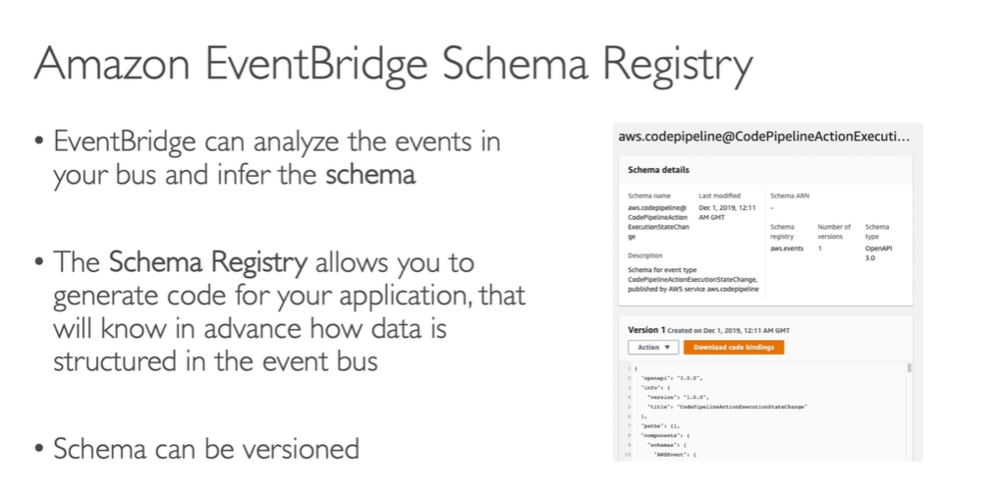 Amazon EventBridge Schema Registry
• EventBridge can analyze the events in
your bus and infer the schema
• The Schema Registry allows you to
generate code for your application, that
will know in advance how data is
structured in the event bus
• Schema can be versioned
aws.codepipeline@CodePipelineActionExecuti...
Schema details
Schema name
aws.codepipeline@
CodePipelineAction
ExecutionStateChan
ge
Last modified
Dec 1, 2019, 12:11
AM GMT
Schema ARN
-
Schema
registry
aws.events
Number of
versions
1
Schema
type
OpenAPI
3.0
Description
Schema for event type
CodePipelineActionExecutionStateChange,
published by AWS service aws.codepipeline
Version 1 Created on Dec 1, 2019, 12:11 AM GMT
Action ▼
Download code bindings
1 {
2 "openapi": "3.0.0",
3 "info": {
4 "version": "1.0.0",
5 "title": "CodePipelineActionExecutionStateChange"
6 },
7 "paths": {},
8 "components": {
9 "schemas": {
10 "AWSEvent": {